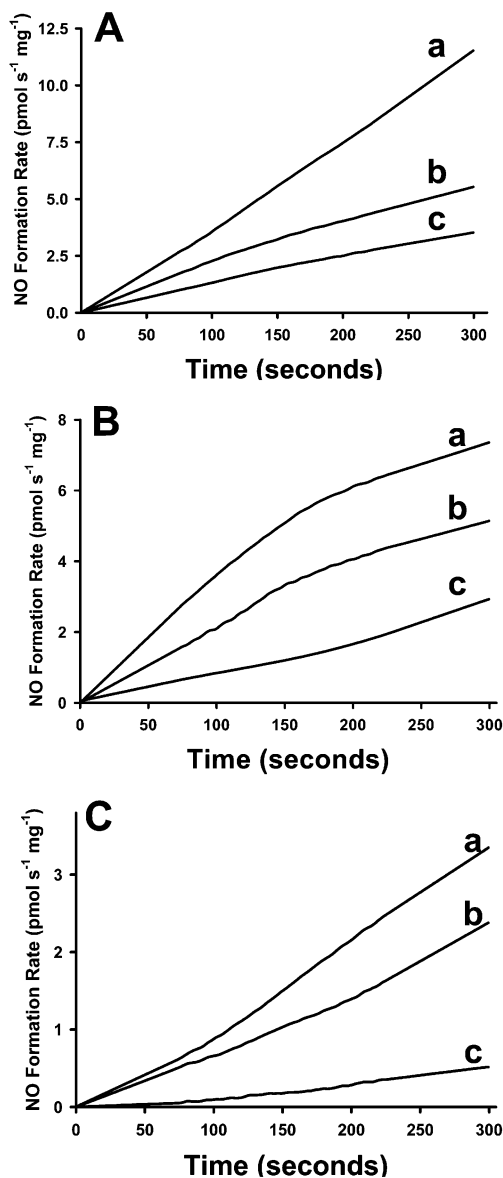 A
NO Formation Rate (pmol s⁻¹ mg⁻¹)
12.5
10.0
7.5
5.0
2.5
0.0
a
b
c
0 50 100 150 200 250 300
Time (seconds)
B
NO Formation Rate (pmol s⁻¹ mg⁻¹)
8
6
4
2
0
a
b
c
0 50 100 150 200 250 300
Time (seconds)
C
NO Formation Rate (pmol s⁻¹ mg⁻¹)
3
2
1
0
a
b
c
0 50 100 150 200 250 300
Time (seconds)